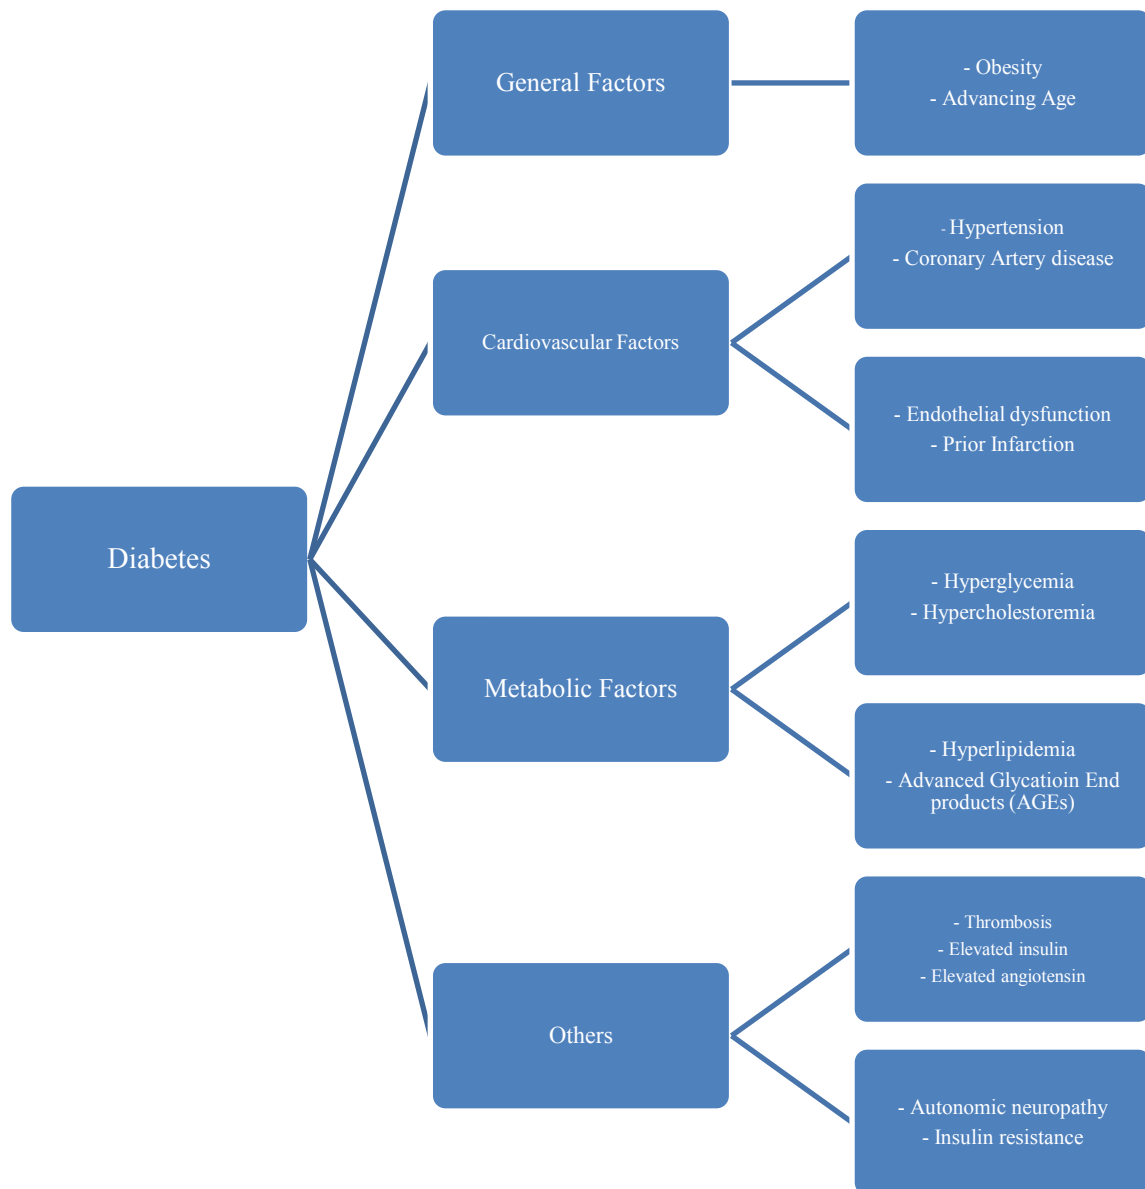 General Factors
- Obesity
- Advancing Age
- Hypertension
- Coronary Artery disease
Cardiovascular Factors
- Endothelial dysfunction
- Prior Infarction
Diabetes
- Hyperglycemia
- Hypercholestoremia
Metabolic Factors
- Hyperlipidemia
- Advanced Glycatioin End
products (AGEs)
- Thrombosis
- Elevated insulin
- Elevated angiotensin
Others
- Autonomic neuropathy
- Insulin resistance